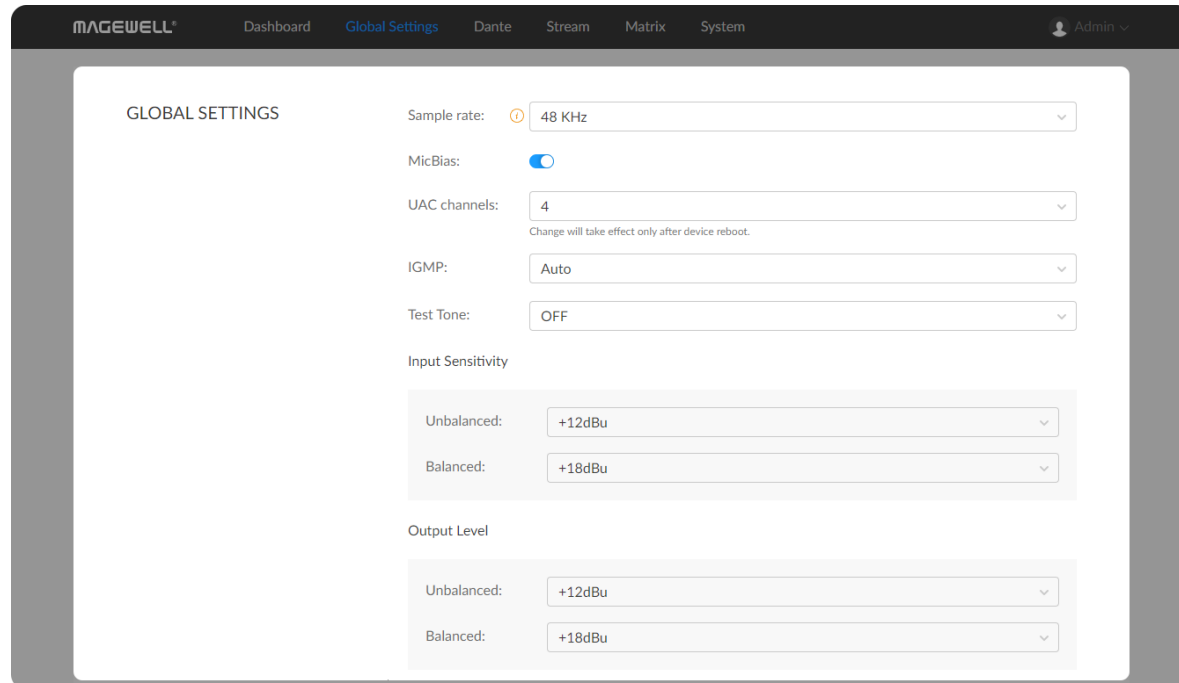 MAGEWELL®
Dashboard Global Settings Dante Stream Matrix System Admin
GLOBAL SETTINGS
Sample rate: 48 KHz
MicBias:
UAC channels: 4
Change will take effect only after device reboot.
IGMP: Auto
Test Tone: OFF
Input Sensitivity
Unbalanced: +12dBu
Balanced: +18dBu
Output Level
Unbalanced: +12dBu
Balanced: +18dBu